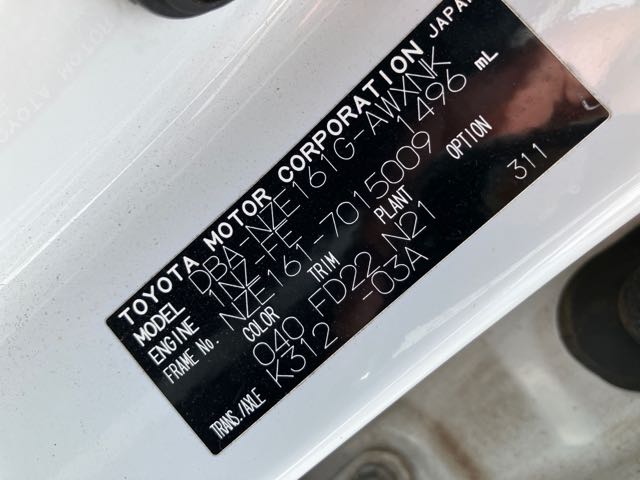 TOYOTA MOTOR CORPORATION JAPAN
MODEL DBA-NZE161G-AWXNK
ENGINE 1NZ-FE 1496 mL
FRAME No. NZE161-7015009
COLOR TRIM PLANT OPTION
040 FD22 N21 311
TRANS./AXLE K312 -03A